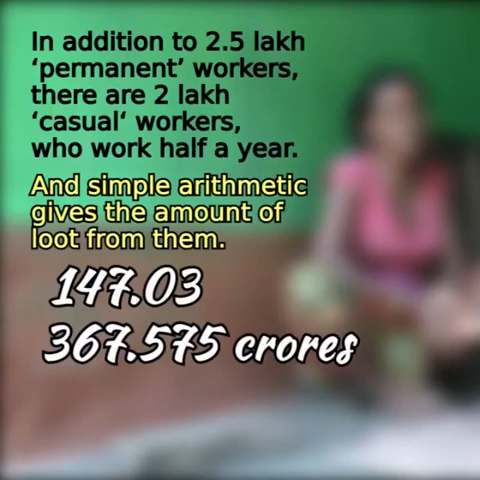 In addition to 2.5 lakh
‘permanent’ workers,
there are 2 lakh
‘casual‘ workers,
who work half a year.
And simple arithmetic
gives the amount of
loot from them.
147.03
367.575 crores